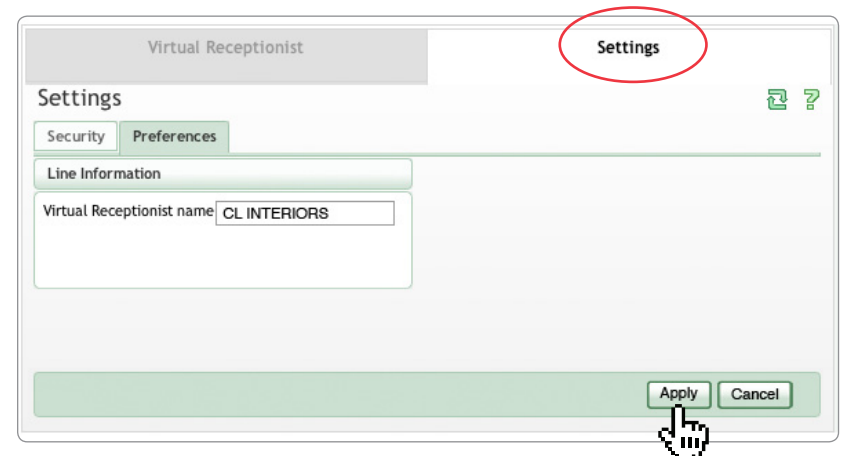 Virtual Receptionist Settings
Settings
Security Preferences
Line Information
Virtual Receptionist name CL INTERIORS
Apply Cancel